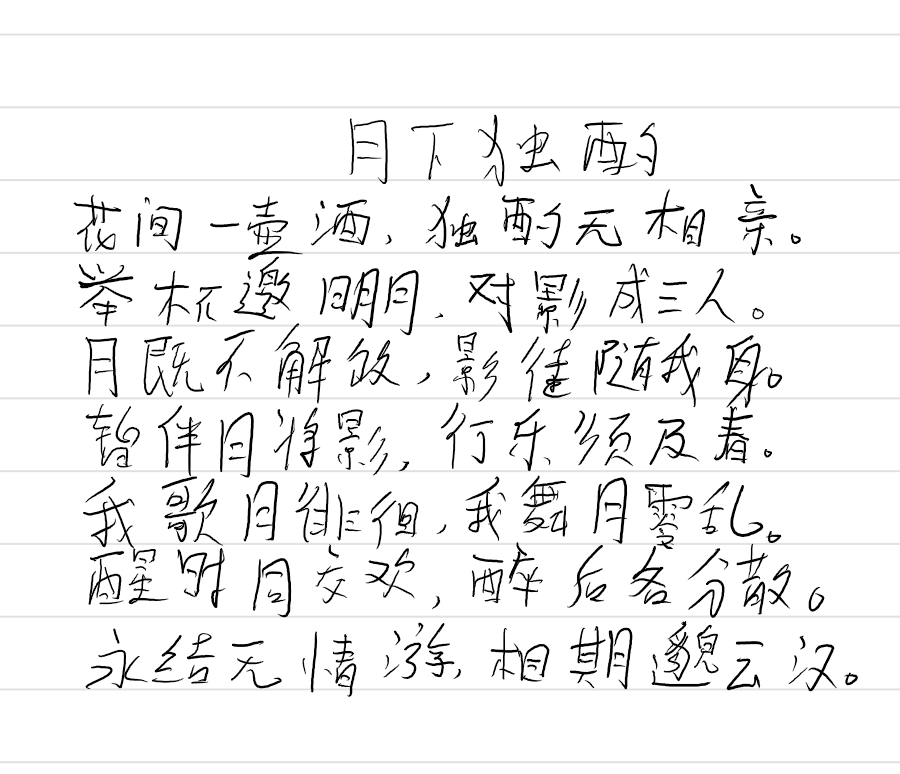 月下独酌
花间一壶酒,独酌无相亲。
举杯邀明月,对影成三人。
月既不解饮,影徒随我身。
暂伴月将影,行乐须及春。
我歌月徘徊,我舞月零乱。
醒时同交欢,醉后各分散。
永结无情游,相期邈云汉。